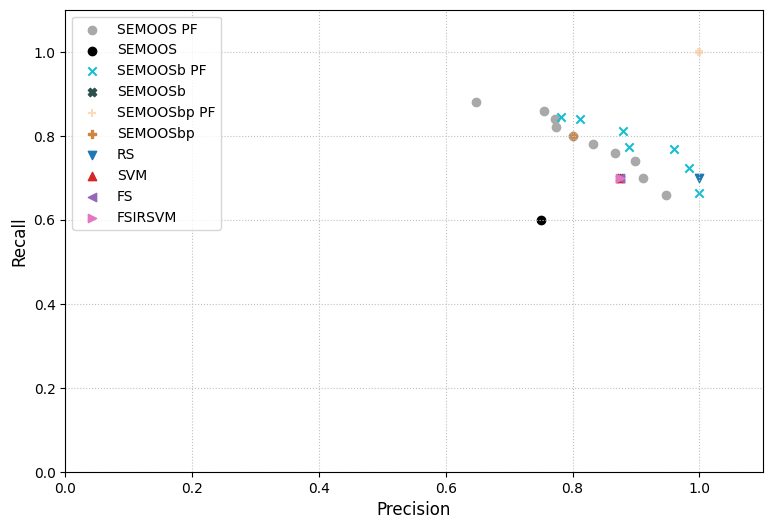 SEMOOS PF
SEMOOS
SEMOOSb PF
SEMOOSb
SEMOOSbp PF
SEMOOSbp
RS
SVM
FS
FSIRSVM
1.0
0.8
0.6
0.4
0.2
0.0
Recall
0.0 0.2 0.4 0.6 0.8 1.0
Precision